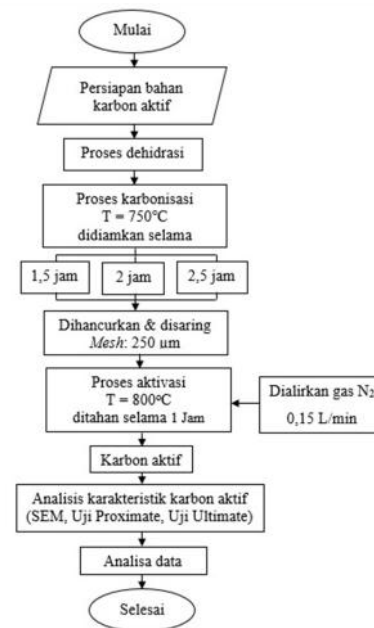 Mulai
Persiapan bahan
karbon aktif
Proses dehidrasi
Proses karbonisasi
T = 750°C
didiamkan selama
1,5 jam
2 jam
2,5 jam
Dihancurkan & disaring
Mesh: 250 μm
Proses aktivasi
T = 800°C
ditahan selama 1 Jam
Dialirkan gas N₂
0,15 L/min
Karbon aktif
Analisis karakteristik karbon aktif
(SEM, Uji Proximate, Uji Ultimate)
Analisa data
Selesai